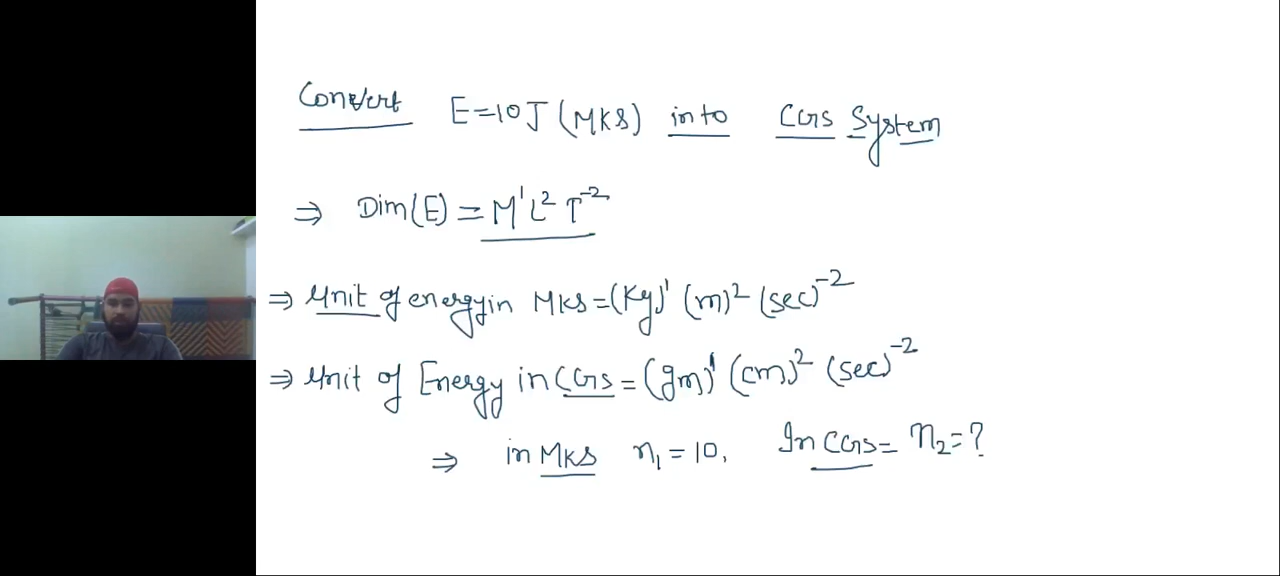 Convert E=10J (MKS) into CGS System
⇒ Dim(E) = M¹L² T⁻²
⇒ Unit of energy in MKS = (Kg)¹ (m)² (sec)⁻²
⇒ Unit of Energy in CGS = (gm)¹ (cm)² (sec)⁻²
⇒ in MKS n₁ = 10, In CGS = n₂ = ?